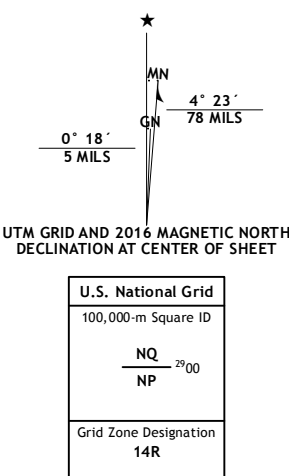 ★
MN
4° 23´
78 MILS
GN
0° 18´
5 MILS
UTM GRID AND 2016 MAGNETIC NORTH
DECLINATION AT CENTER OF SHEET
U.S. National Grid
100,000-m Square ID
NQ
2900
NP
Grid Zone Designation
14R